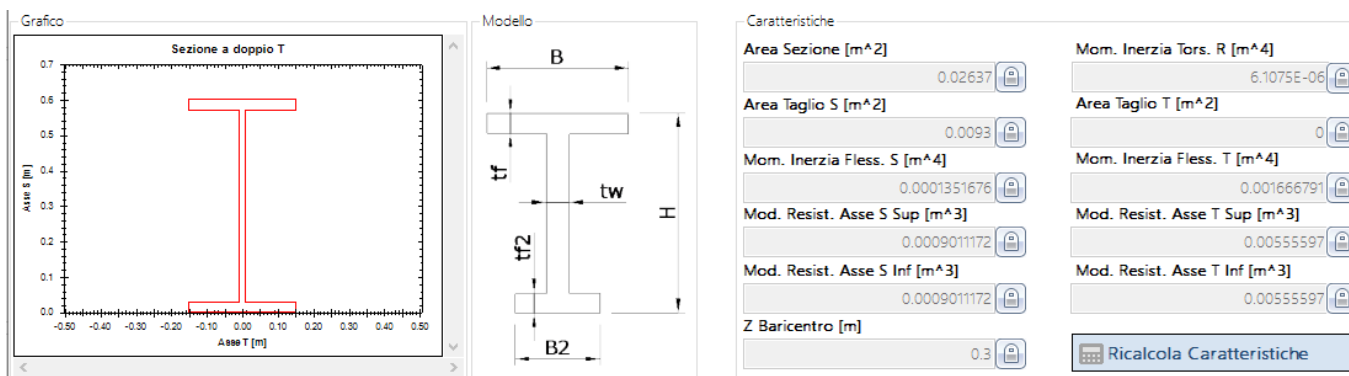 Grafico
Sezione a doppio T
0.7
0.6
0.5
0.4
0.3
0.2
0.1
0.0
Asse S [m]
-0.50 -0.40 -0.30 -0.20 -0.10 0.00 0.10 0.20 0.30 0.40 0.50
Asse T [m]
Modello
B
tf
tw
H
tf2
B2
Caratteristiche
Area Sezione [m^2]
0.02637
Mom. Inerzia Tors. R [m^4]
6.1075E-06
Area Taglio S [m^2]
0.0093
Area Taglio T [m^2]
0
Mom. Inerzia Fless. S [m^4]
0.0001351676
Mom. Inerzia Fless. T [m^4]
0.001666791
Mod. Resist. Asse S Sup [m^3]
0.0009011172
Mod. Resist. Asse T Sup [m^3]
0.00555597
Mod. Resist. Asse S Inf [m^3]
0.0009011172
Mod. Resist. Asse T Inf [m^3]
0.00555597
Z Baricentro [m]
0.3
Ricalcola Caratteristiche